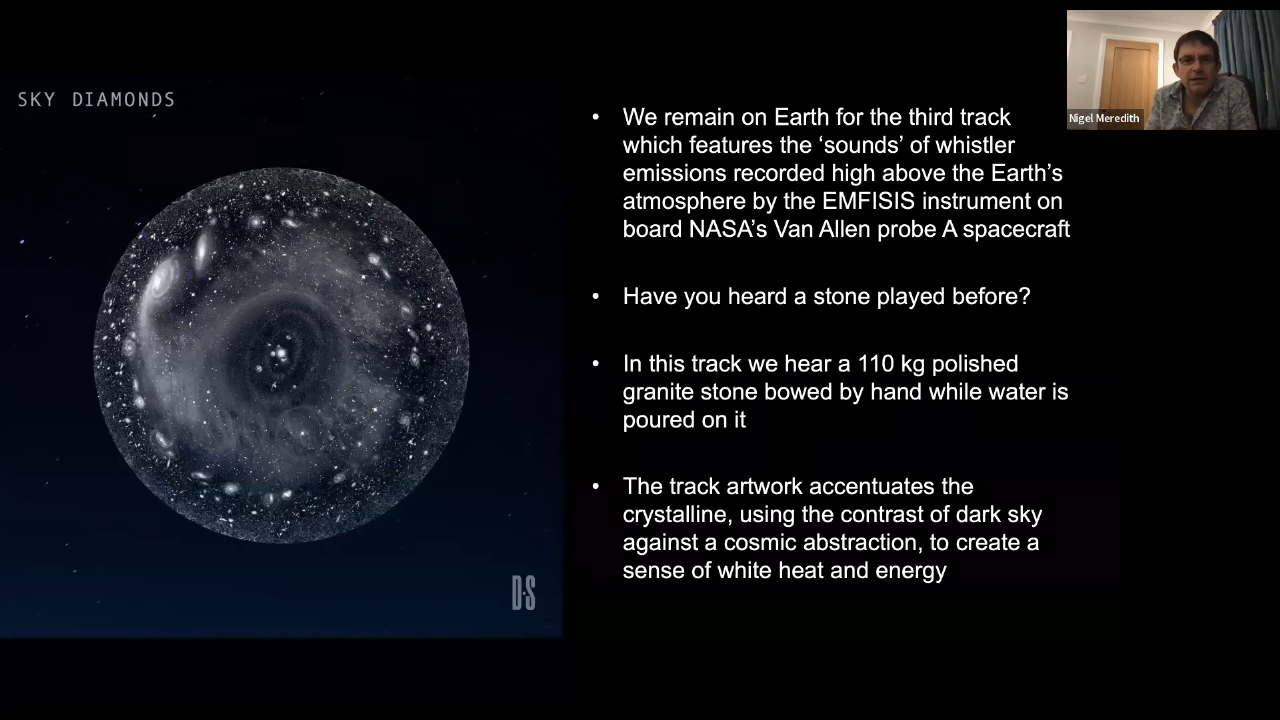 SKY DIAMONDS
D·S
• We remain on Earth for the third track
which features the ‘sounds’ of whistler
emissions recorded high above the Earth’s
atmosphere by the EMFISIS instrument on
board NASA’s Van Allen probe A spacecraft
• Have you heard a stone played before?
• In this track we hear a 110 kg polished
granite stone bowed by hand while water is
poured on it
• The track artwork accentuates the
crystalline, using the contrast of dark sky
against a cosmic abstraction, to create a
sense of white heat and energy
Nigel Meredith